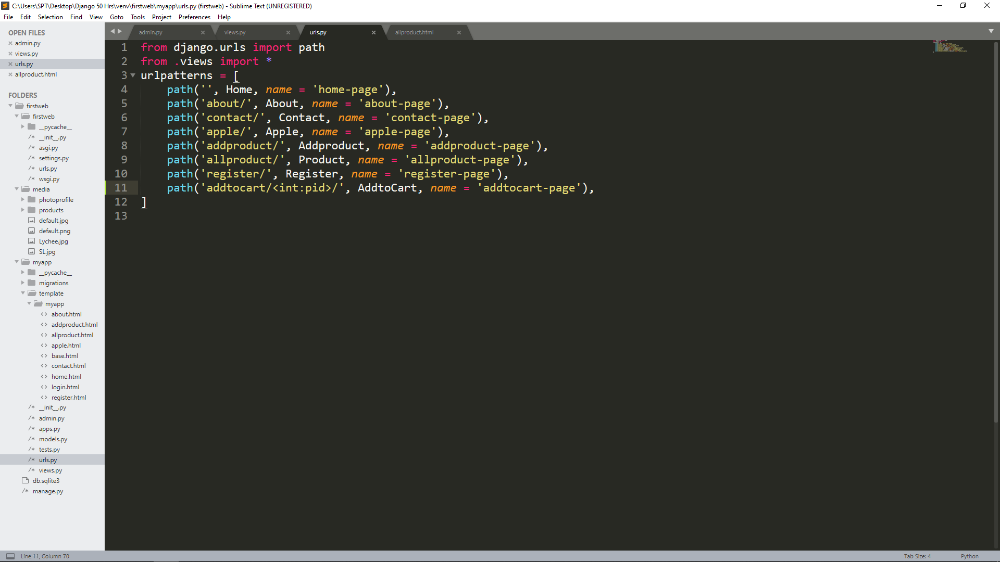 C:\Users\SPT\Desktop\Django 50 Hrs\venv\firstweb\myapp\urls.py (firstweb) - Sublime Text (UNREGISTERED)
File Edit Selection Find View Goto Tools Project Preferences Help
OPEN FILES
admin.py
views.py
urls.py
allproduct.html
FOLDERS
firstweb
firstweb
__pycache__
__init__.py
asgi.py
settings.py
urls.py
wsgi.py
media
photoprofile
products
default.jpg
default.png
Lychee.jpg
SL.jpg
myapp
__pycache__
migrations
template
myapp
about.html
addproduct.html
allproduct.html
apple.html
base.html
contact.html
home.html
login.html
register.html
__init__.py
admin.py
apps.py
models.py
tests.py
urls.py
views.py
db.sqlite3
manage.py
admin.py views.py urls.py allproduct.html
1 from django.urls import path
2 from .views import *
3 urlpatterns = [
4 path('', Home, name = 'home-page'),
5 path('about/', About, name = 'about-page'),
6 path('contact/', Contact, name = 'contact-page'),
7 path('apple/', Apple, name = 'apple-page'),
8 path('addproduct/', Addproduct, name = 'addproduct-page'),
9 path('allproduct/', Product, name = 'allproduct-page'),
10 path('register/', Register, name = 'register-page'),
11 path('addtocart/<int:pid>/', AddtoCart, name = 'addtocart-page'),
12 ]
13
Line 11, Column 70 Tab Size: 4 Python